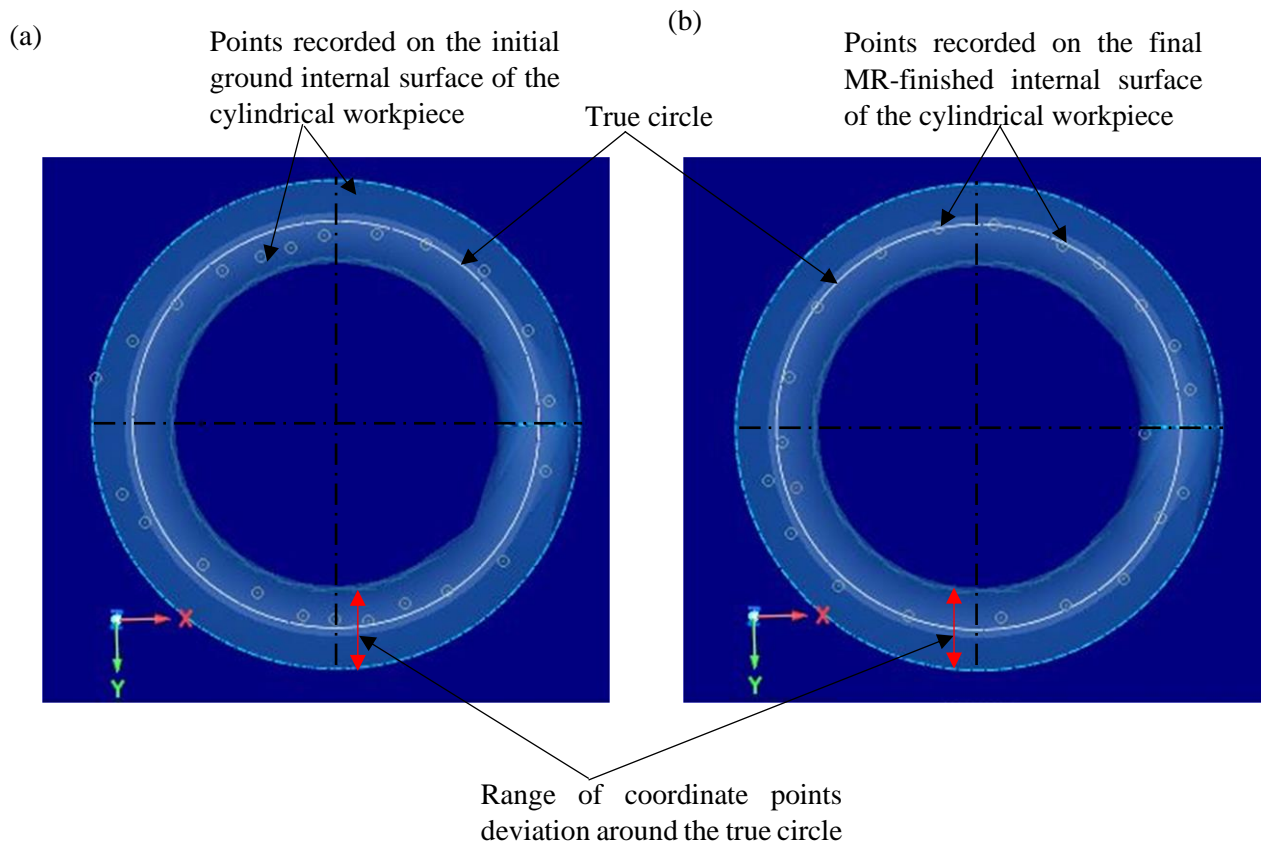 (a)
Points recorded on the initial
ground internal surface of the
cylindrical workpiece
True circle
(b)
Points recorded on the final
MR-finished internal surface
of the cylindrical workpiece
Z
X
Y
Z
X
Y
Range of coordinate points
deviation around the true circle